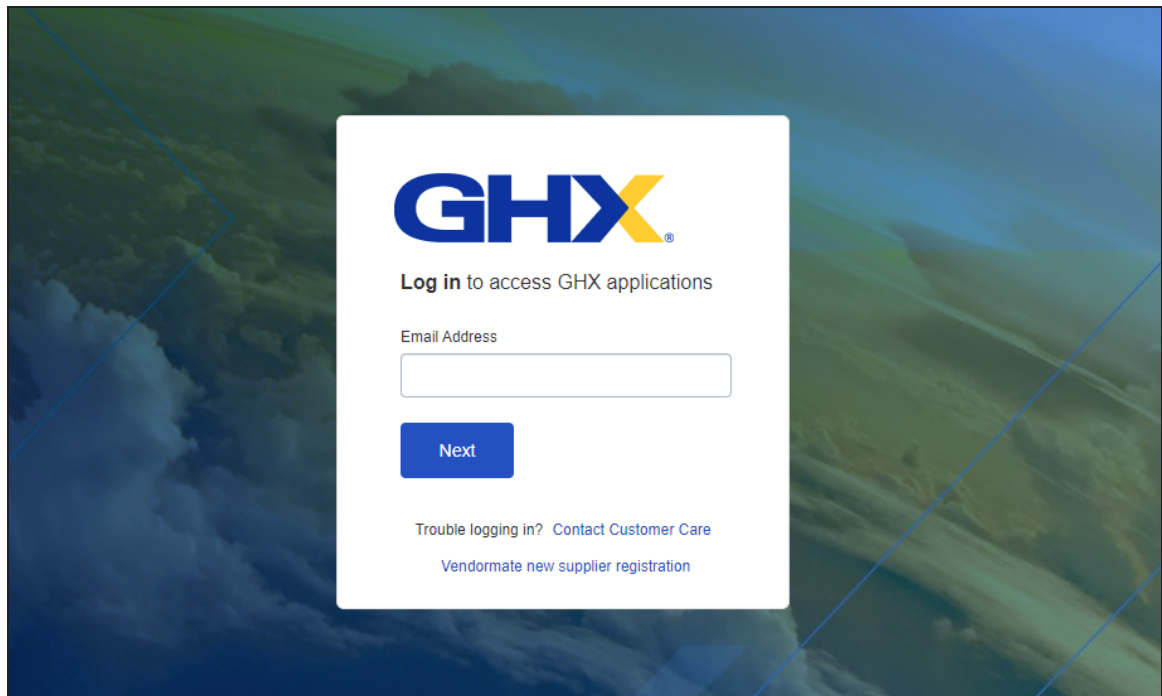 GHX®
Log in to access GHX applications
Email Address
Next
Trouble logging in? Contact Customer Care
Vendormate new supplier registration